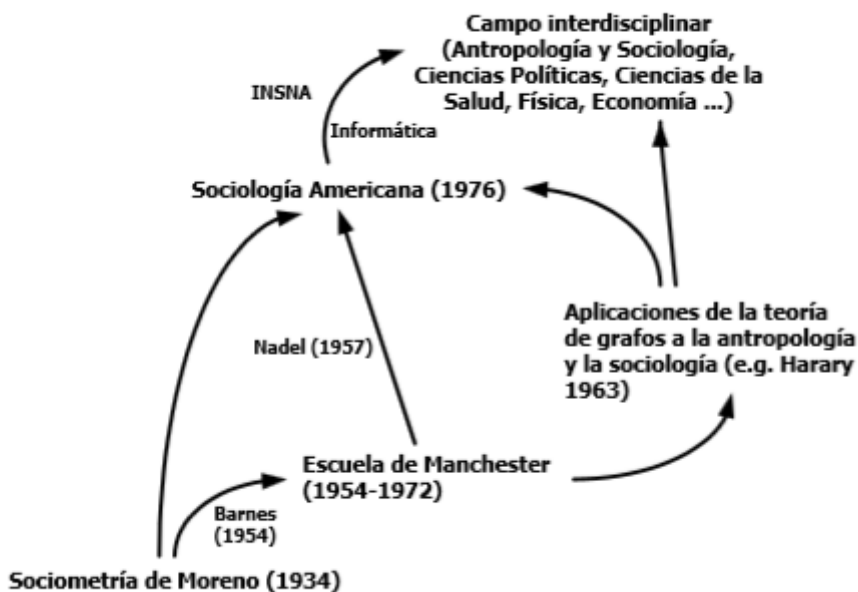 Campo interdisciplinar
(Antropología y Sociología,
Ciencias Políticas, Ciencias de la
Salud, Física, Economía ...)
INSNA
Informática
Sociología Americana (1976)
Aplicaciones de la teoría
de grafos a la antropología
y la sociología (e.g. Harary
1963)
Nadel (1957)
Escuela de Manchester
(1954-1972)
Barnes
(1954)
Sociometría de Moreno (1934)